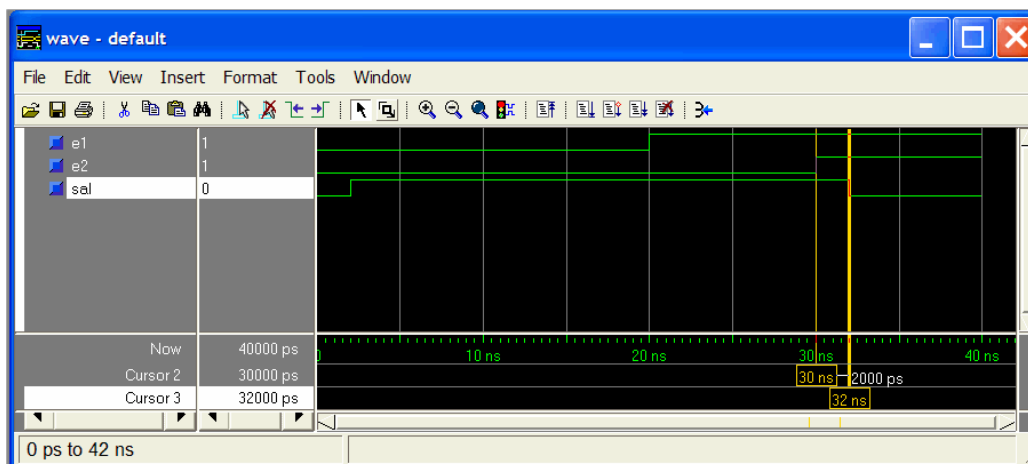 wave - default
File Edit View Insert Format Tools Window
e1 1
e2 1
sal 0
Now 40000 ps 0 10 ns 20 ns 30 ns 40 ns
Cursor 2 30000 ps 30 ns 2000 ps
Cursor 3 32000 ps 32 ns
0 ps to 42 ns